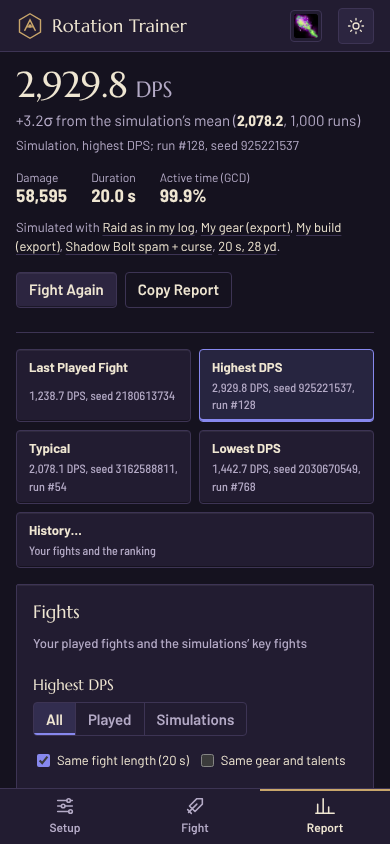 Rotation Trainer
2,929.8 DPS
+3.2σ from the simulation's mean (2,078.2, 1,000 runs)
Simulation, highest DPS; run #128, seed 925221537
Damage Duration Active time (GCD)
58,595 20.0 s 99.9%
Simulated with Raid as in my log, My gear (export), My build
(export), Shadow Bolt spam + curse, 20 s, 28 yd.
Fight Again Copy Report
Last Played Fight
1,238.7 DPS, seed 2180613734
Highest DPS
2,929.8 DPS, seed 925221537,
run #128
Typical
2,078.1 DPS, seed 3162588811,
run #54
Lowest DPS
1,442.7 DPS, seed 2030670549,
run #768
History...
Your fights and the ranking
Fights
Your played fights and the simulations' key fights
Highest DPS
All Played Simulations
Same fight length (20 s) Same gear and talents
Setup Fight Report